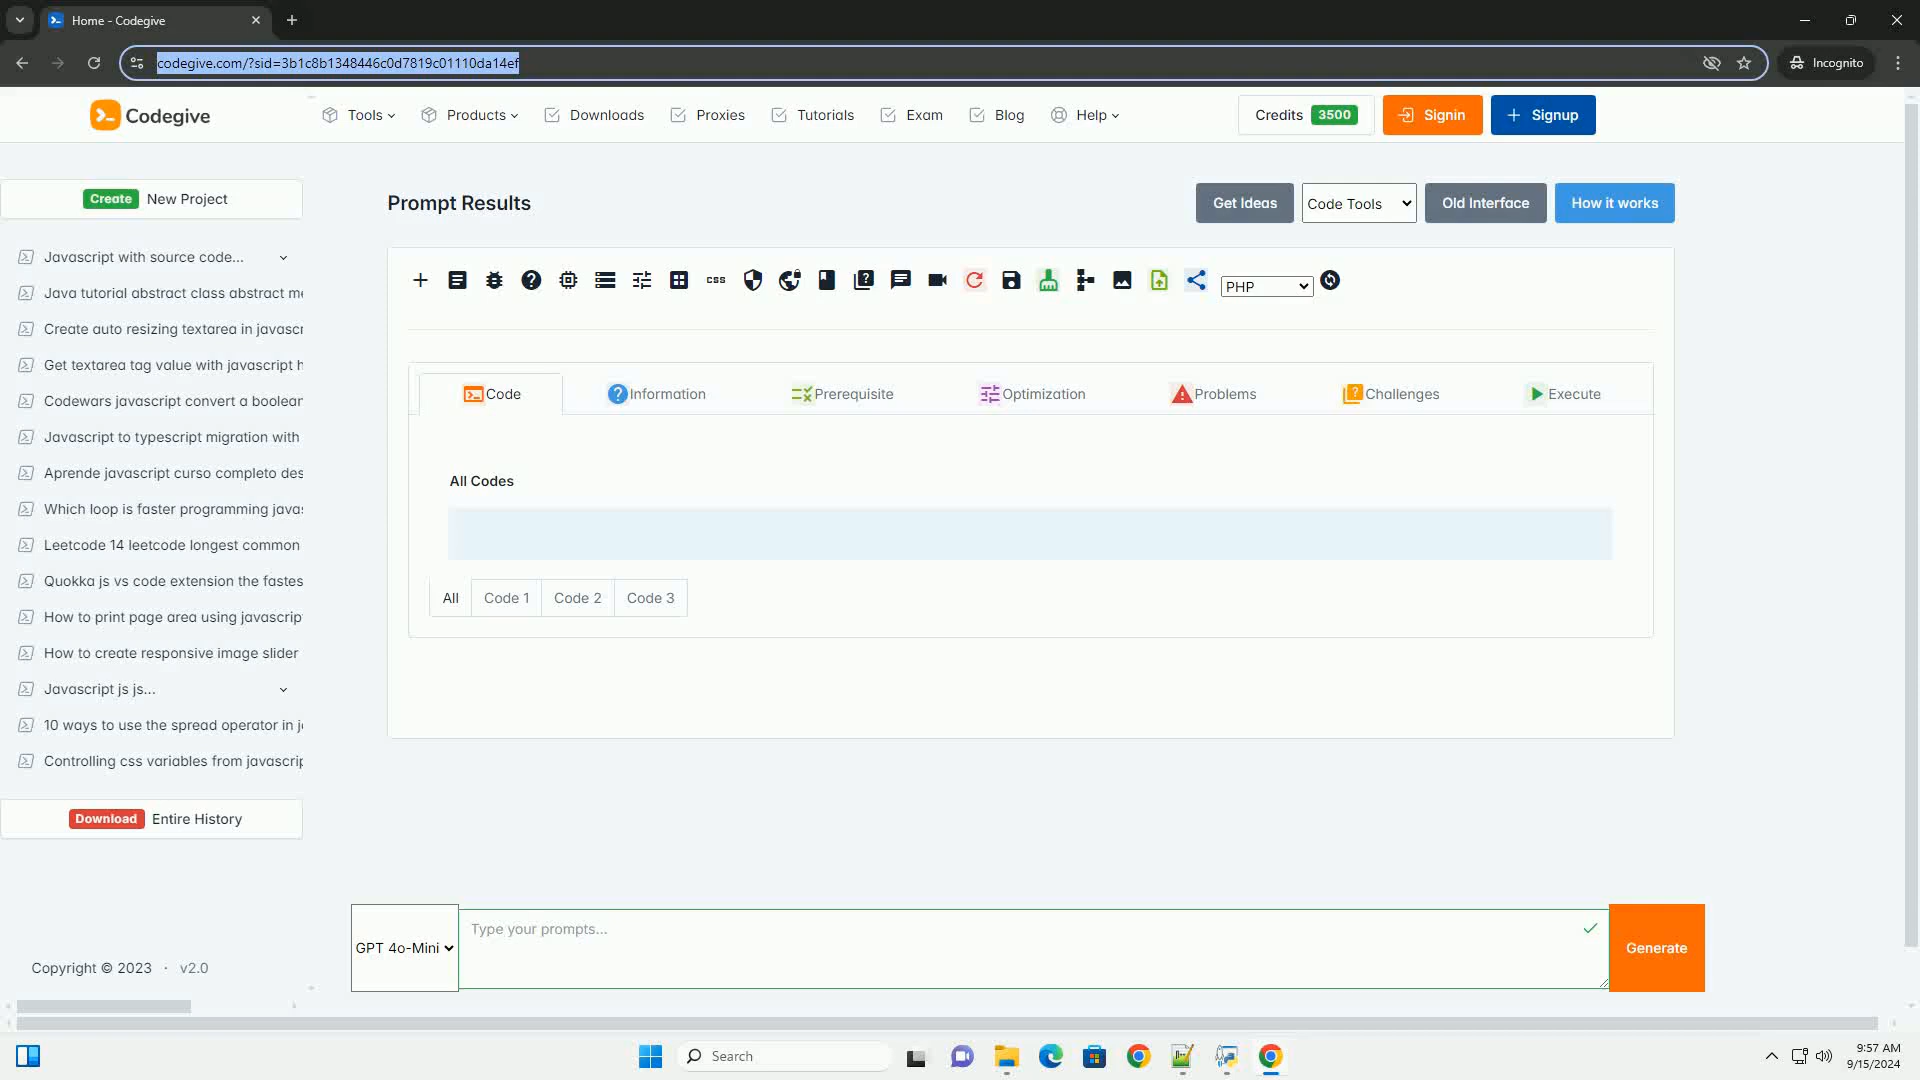 Home - Codegive
codegive.com/?sid=3b1c8b1348446c0d7819c01110da14ef
Incognito
Codegive
Tools
Products
Downloads
Proxies
Tutorials
Exam
Blog
Help
Credits 3500
Signin
Signup
Create New Project
Javascript with source code...
Java tutorial abstract class abstract me
Create auto resizing textarea in javascr
Get textarea tag value with javascript h
Codewars javascript convert a boolean
Javascript to typescript migration with
Aprende javascript curso completo des
Which loop is faster programming javas
Leetcode 14 leetcode longest common
Quokka js vs code extension the fastes
How to print page area using javascrip
How to create responsive image slider
Javascript js js...
10 ways to use the spread operator in j
Controlling css variables from javascrip
Download Entire History
Copyright © 2023 · v2.0
Prompt Results
Get Ideas
Code Tools
Old Interface
How it works
CSS
PHP
Code
Information
Prerequisite
Optimization
Problems
Challenges
Execute
All Codes
All
Code 1
Code 2
Code 3
GPT 4o-Mini
Type your prompts...
Generate
Search
9:57 AM
9/15/2024